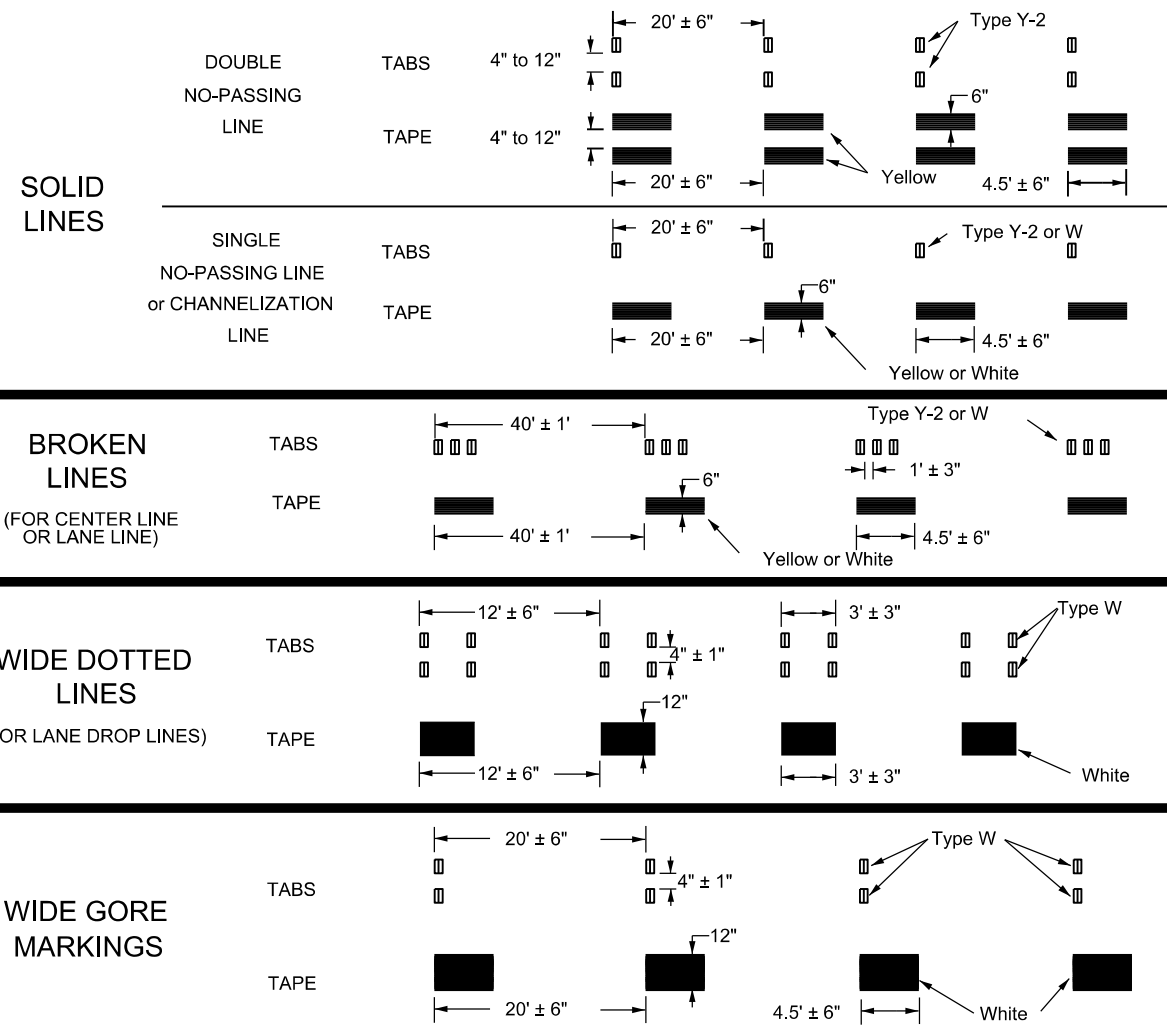 SOLID
LINES
DOUBLE
NO-PASSING
LINE
TABS
4" to 12"
20' ± 6"
Type Y-2
TAPE
4" to 12"
6"
Yellow
20' ± 6"
4.5' ± 6"
SINGLE
NO-PASSING LINE
or CHANNELIZATION
LINE
TABS
20' ± 6"
Type Y-2 or W
TAPE
6"
20' ± 6"
4.5' ± 6"
Yellow or White
BROKEN
LINES
(FOR CENTER LINE
OR LANE LINE)
TABS
40' ± 1'
Type Y-2 or W
1' ± 3"
TAPE
6"
40' ± 1'
4.5' ± 6"
Yellow or White
WIDE DOTTED
LINES
OR LANE DROP LINES)
TABS
12' ± 6"
3' ± 3"
Type W
4" ± 1"
TAPE
12"
12' ± 6"
3' ± 3"
White
WIDE GORE
MARKINGS
TABS
20' ± 6"
Type W
4" ± 1"
TAPE
12"
20' ± 6"
4.5' ± 6"
White